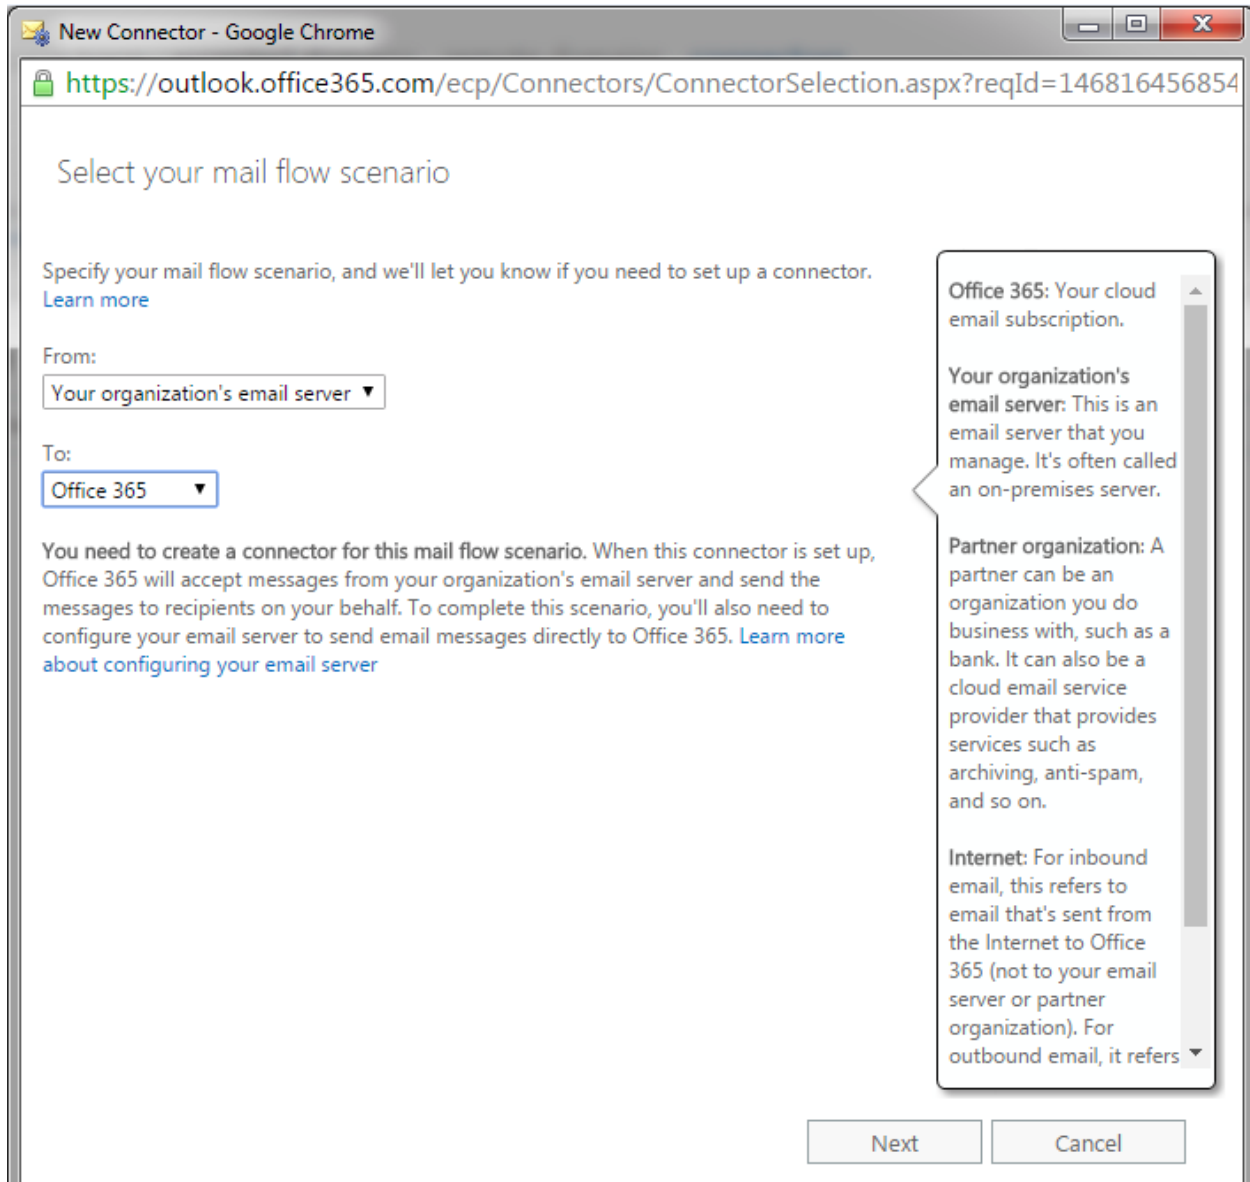 New Connector - Google Chrome
https://outlook.office365.com/ecp/Connectors/ConnectorSelection.aspx?reqId=146816456854
Select your mail flow scenario
Specify your mail flow scenario, and we'll let you know if you need to set up a connector.
Learn more
From:
Your organization's email server
To:
Office 365
You need to create a connector for this mail flow scenario. When this connector is set up,
Office 365 will accept messages from your organization's email server and send the
messages to recipients on your behalf. To complete this scenario, you'll also need to
configure your email server to send email messages directly to Office 365. Learn more
about configuring your email server
Office 365: Your cloud
email subscription.
Your organization's
email server: This is an
email server that you
manage. It's often called
an on-premises server.
Partner organization: A
partner can be an
organization you do
business with, such as a
bank. It can also be a
cloud email service
provider that provides
services such as
archiving, anti-spam,
and so on.
Internet: For inbound
email, this refers to
email that's sent from
the Internet to Office
365 (not to your email
server or partner
organization). For
outbound email, it refers
Next
Cancel